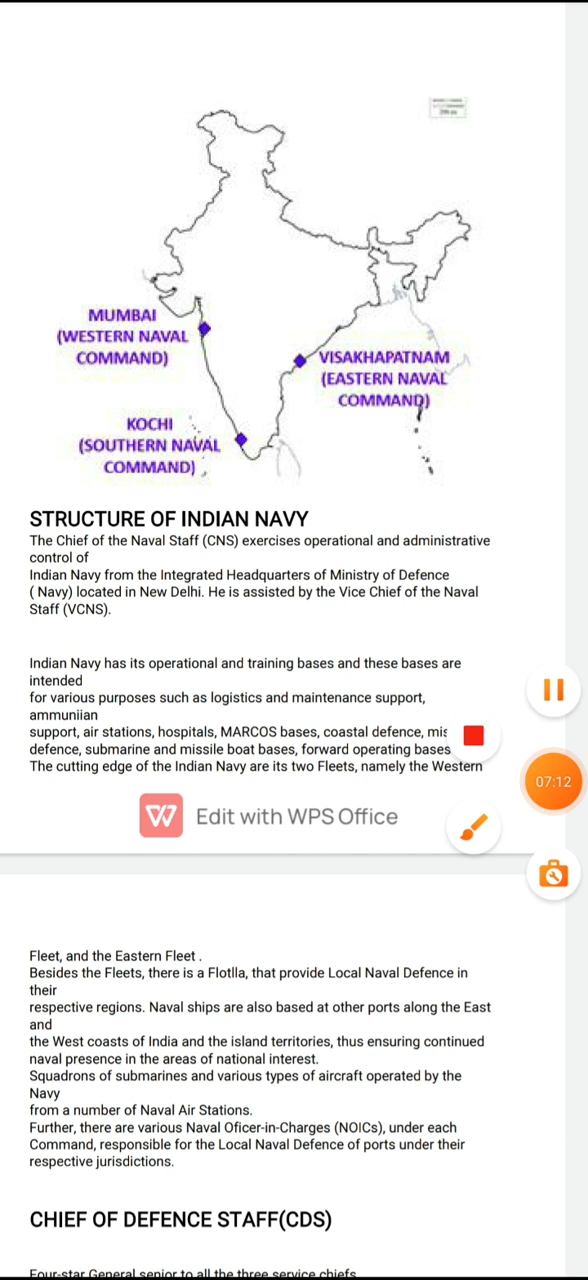 MUMBAI
(WESTERN NAVAL
COMMAND)
VISAKHAPATNAM
(EASTERN NAVAL
COMMAND)
KOCHI
(SOUTHERN NAVAL
COMMAND)
STRUCTURE OF INDIAN NAVY
The Chief of the Naval Staff (CNS) exercises operational and administrative
control of
Indian Navy from the Integrated Headquarters of Ministry of Defence
( Navy) located in New Delhi. He is assisted by the Vice Chief of the Naval
Staff (VCNS).
Indian Navy has its operational and training bases and these bases are
intended
for various purposes such as logistics and maintenance support,
ammuniian
support, air stations, hospitals, MARCOS bases, coastal defence, mis
defence, submarine and missile boat bases, forward operating bases
The cutting edge of the Indian Navy are its two Fleets, namely the Western
07:12
Edit with WPS Office
Fleet, and the Eastern Fleet .
Besides the Fleets, there is a Flotlla, that provide Local Naval Defence in
their
respective regions. Naval ships are also based at other ports along the East
and
the West coasts of India and the island territories, thus ensuring continued
naval presence in the areas of national interest.
Squadrons of submarines and various types of aircraft operated by the
Navy
from a number of Naval Air Stations.
Further, there are various Naval Oficer-in-Charges (NOICs), under each
Command, responsible for the Local Naval Defence of ports under their
respective jurisdictions.
CHIEF OF DEFENCE STAFF(CDS)
Four-star General senior to all the three service chiefs